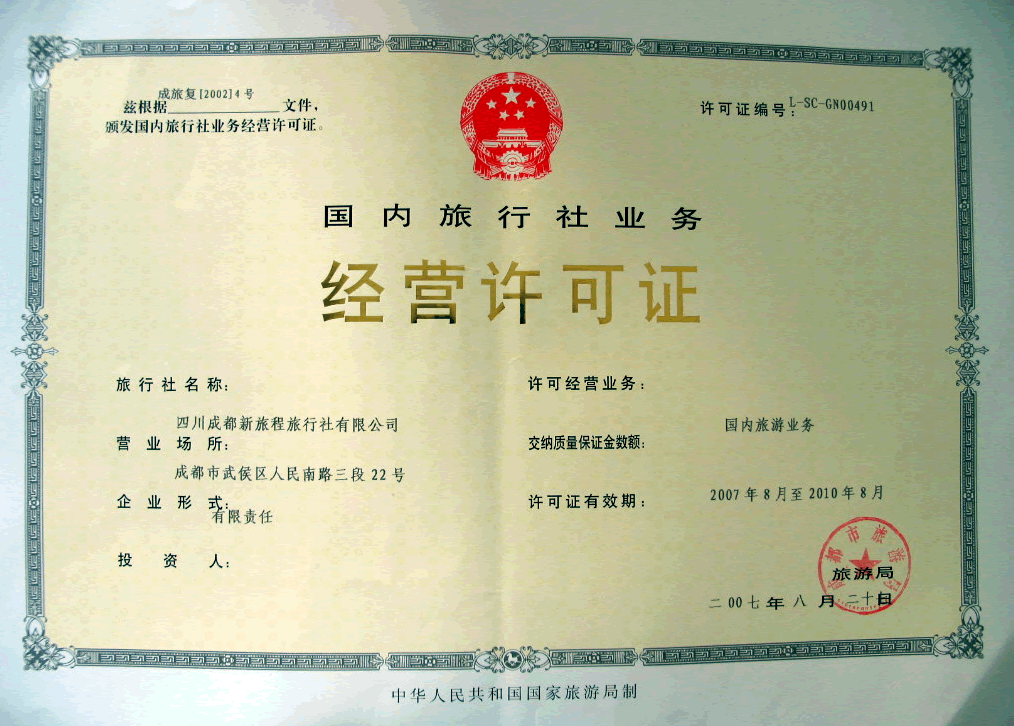 成旅复[2002]4号
兹根据 文件,
颁发国内旅行社业务经营许可证。
许可证编号: L-SC-GN00491
国内旅行社业务
经营许可证
旅行社名称:
四川成都新旅程旅行社有限公司
营业场所:
成都市武侯区人民南路三段22号
企业形式:
有限责任
投资人:
许可经营业务:
国内旅游业务
交纳质量保证金数额:
许可证有效期:
2007年8月至2010年8月
成都市旅游局
旅游局
二00七年八月二十日
中华人民共和国国家旅游局制